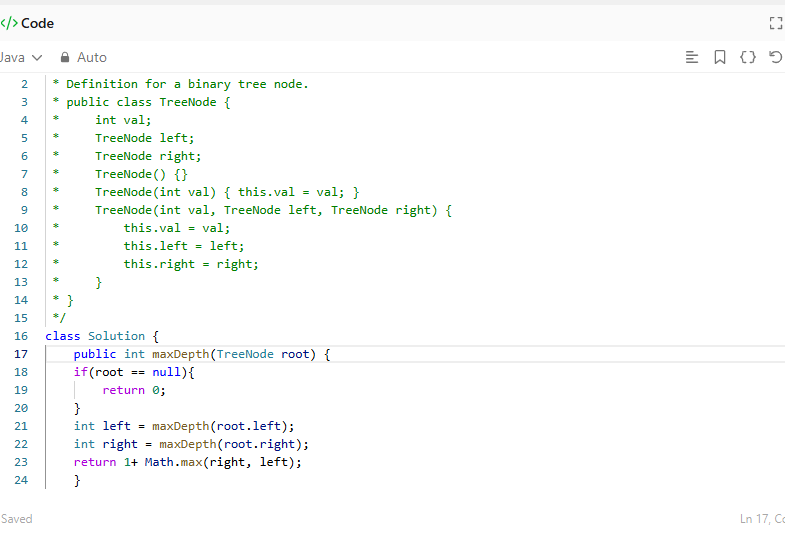 </> Code
Java Auto
2 * Definition for a binary tree node.
3 * public class TreeNode {
4 *     int val;
5 *     TreeNode left;
6 *     TreeNode right;
7 *     TreeNode() {}
8 *     TreeNode(int val) { this.val = val; }
9 *     TreeNode(int val, TreeNode left, TreeNode right) {
10 *         this.val = val;
11 *         this.left = left;
12 *         this.right = right;
13 *     }
14 * }
15 */
16 class Solution {
17     public int maxDepth(TreeNode root) {
18     if(root == null){
19         return 0;
20     }
21     int left = maxDepth(root.left);
22     int right = maxDepth(root.right);
23     return 1+ Math.max(right, left);
24     }
Saved
Ln 17, Co